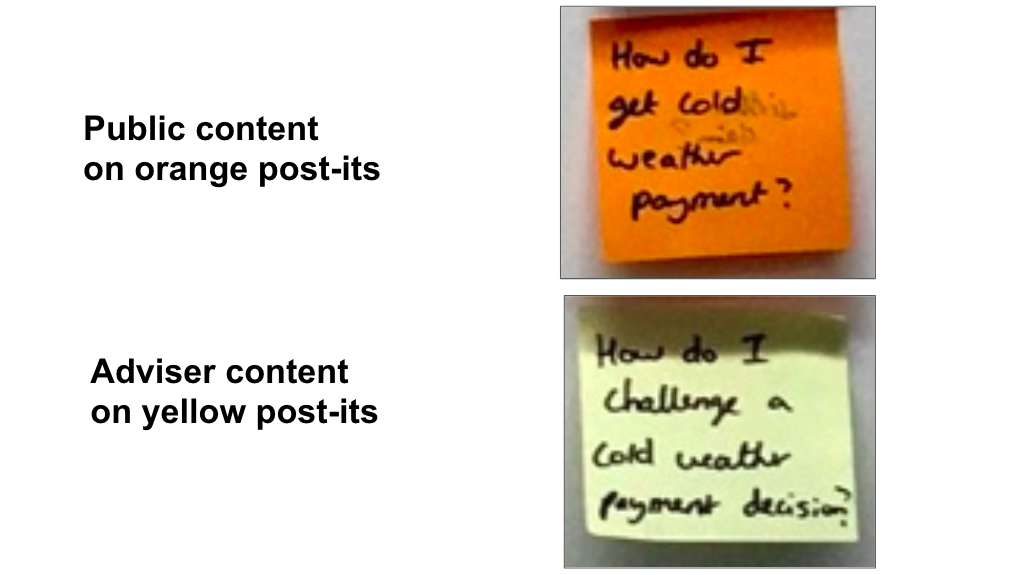 Public content
on orange post-its
How do I
get cold
weather
payment?
Adviser content
on yellow post-its
How do I
challenge a
cold weather
payment decision?